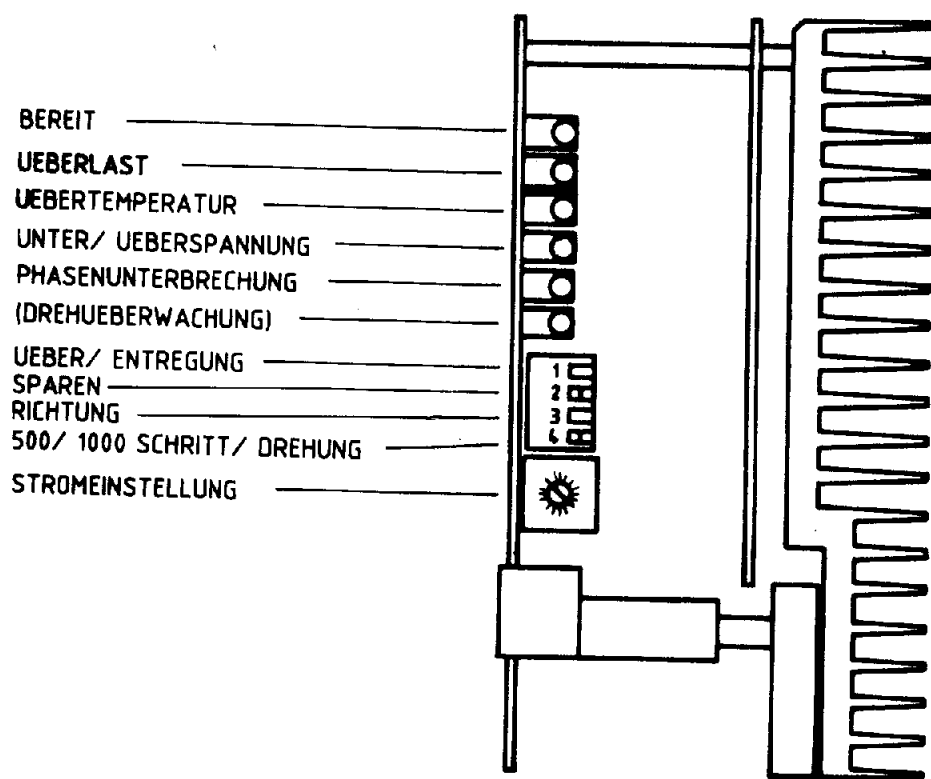 BEREIT
UEBERLAST
UEBERTEMPERATUR
UNTER/ UEBERSPANNUNG
PHASENUNTERBRECHUNG
(DREHUEBERWACHUNG)
UEBER/ ENTREGUNG
SPAREN
RICHTUNG
500/ 1000 SCHRITT/ DREHUNG
STROMEINSTELLUNG
1
2
3
4